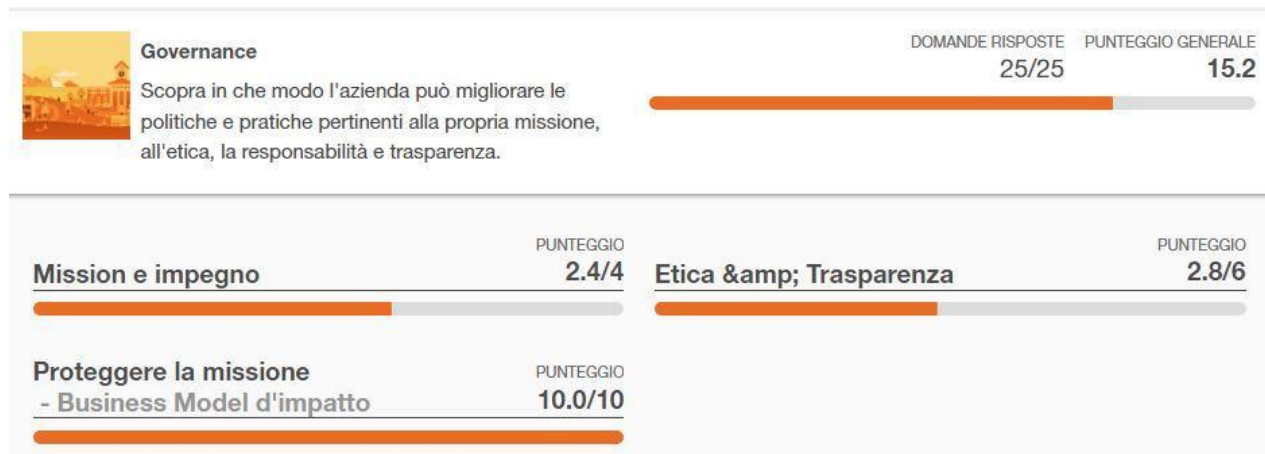 Governance
Scopra in che modo l'azienda può migliorare le
politiche e pratiche pertinenti alla propria missione,
all'etica, la responsabilità e trasparenza.
DOMANDE RISPOSTE PUNTEGGIO GENERALE
25/25 15.2
PUNTEGGIO
Mission e impegno 2.4/4
PUNTEGGIO
Etica &amp; Trasparenza 2.8/6
Proteggere la missione PUNTEGGIO
- Business Model d'impatto 10.0/10